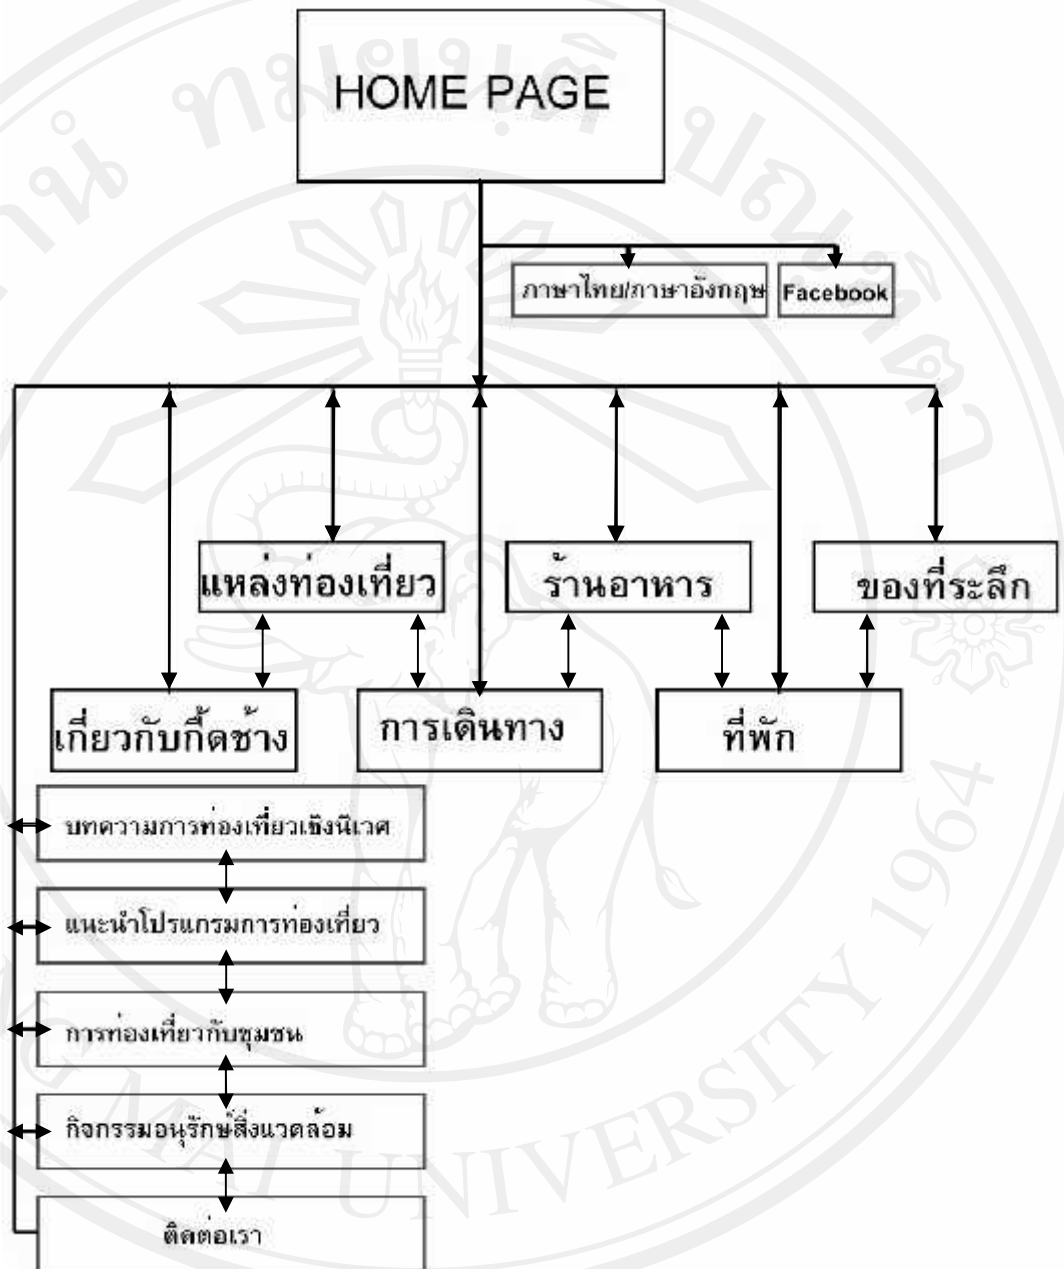 HOME PAGE
ภาษาไทย/ภาษาอังกฤษ
Facebook
แหล่งท่องเที่ยว
ร้านอาหาร
ของที่ระลึก
เกี่ยวกับกื้ดช้าง
การเดินทาง
ที่พัก
บทความการท่องเที่ยวเชิงนิเวศ
แนะนำโปรแกรมการท่องเที่ยว
การท่องเที่ยวกับชุมชน
กิจกรรมอนุรักษ์สิ่งแวดล้อม
ติดต่อเรา
G MAI UNIVERSITY 1964